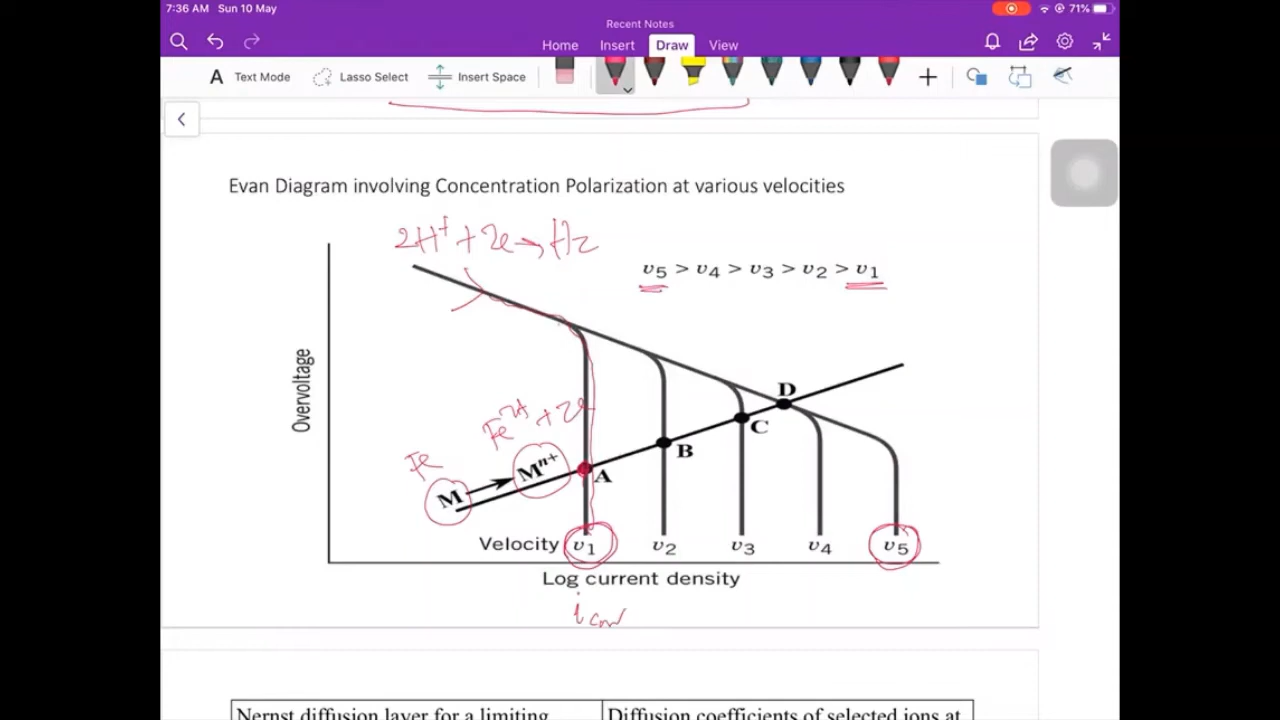 7:36 AM Sun 10 May
71%
Recent Notes
Home Insert Draw View
A Text Mode Lasso Select Insert Space
Evan Diagram involving Concentration Polarization at various velocities
2H⁺ + 2e → H₂
v5 > v4 > v3 > v2 > v1
Overvoltage
D
C
Fe²⁺ + 2e
B
Fe
M → Mⁿ⁺
A
Velocity v1 v2 v3 v4 v5
Log current density
Nernst diffusion layer for a limiting
Diffusion coefficients of selected ions at